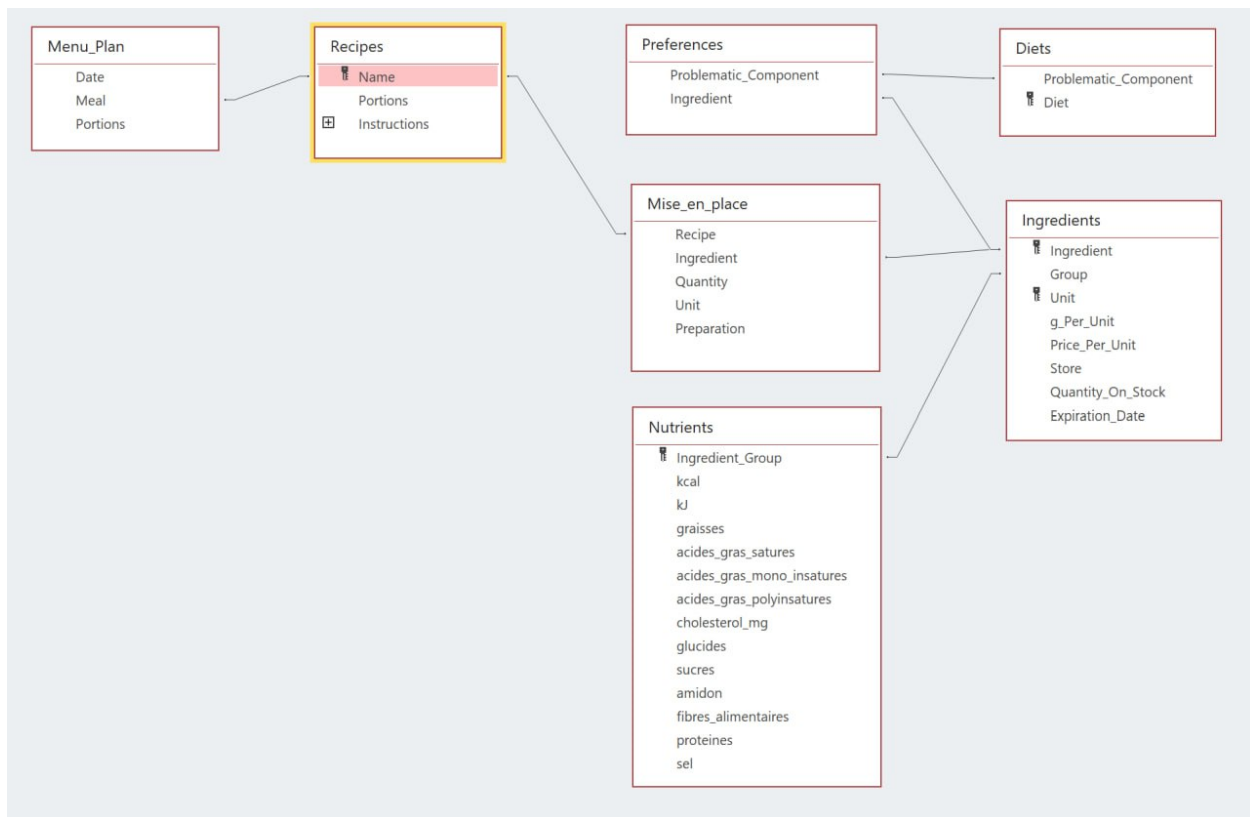 Menu_Plan
Date
Meal
Portions
Recipes
Name
Portions
Instructions
Preferences
Problematic_Component
Ingredient
Diets
Problematic_Component
Diet
Mise_en_place
Recipe
Ingredient
Quantity
Unit
Preparation
Ingredients
Ingredient
Group
Unit
g_Per_Unit
Price_Per_Unit
Store
Quantity_On_Stock
Expiration_Date
Nutrients
Ingredient_Group
kcal
kJ
graisses
acides_gras_satures
acides_gras_mono_insatures
acides_gras_polyinsatures
cholesterol_mg
glucides
sucres
amidon
fibres_alimentaires
proteines
sel